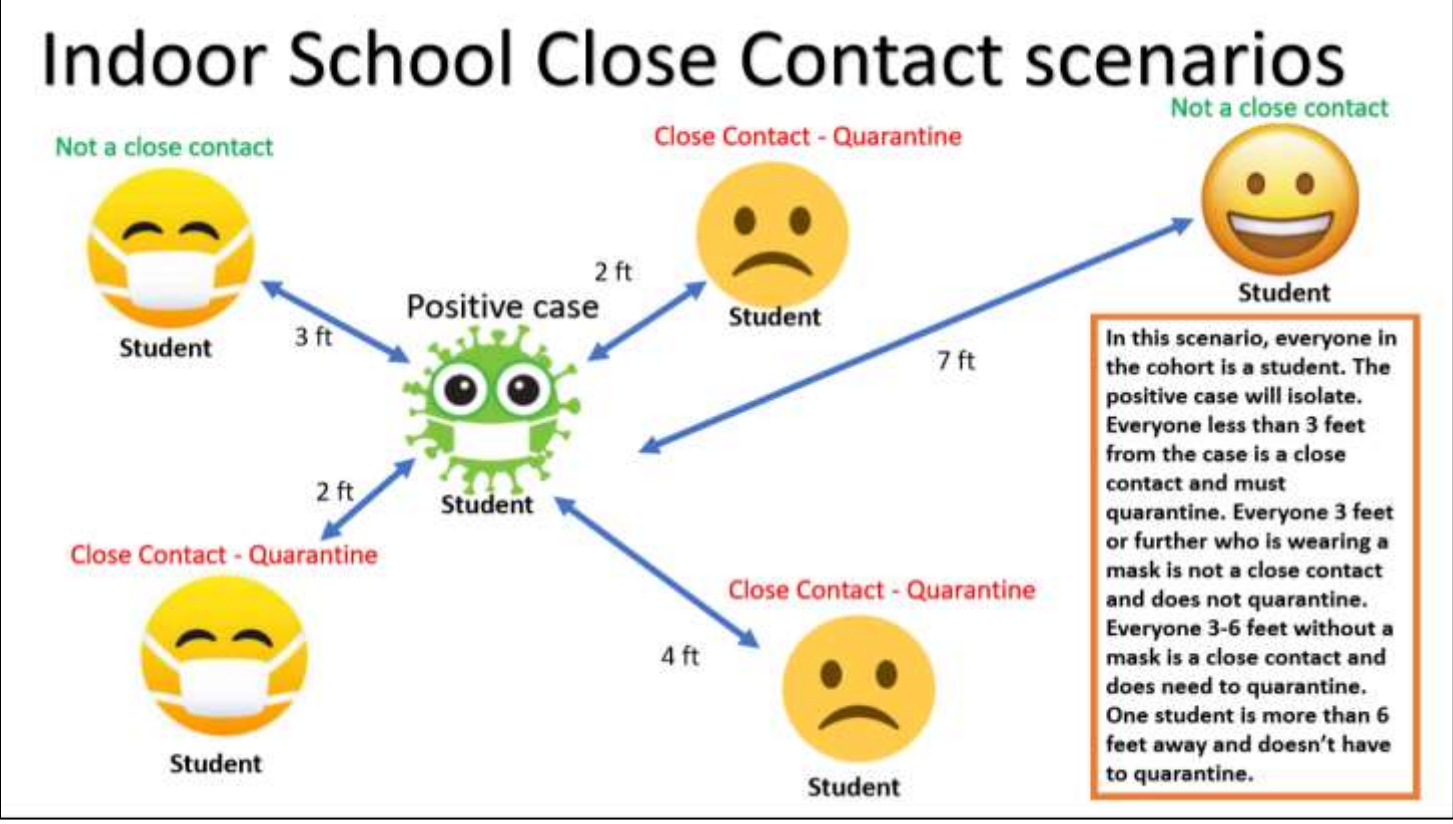 Indoor School Close Contact scenarios
Not a close contact
Student
3 ft
Close Contact - Quarantine
2 ft
Student
Not a close contact
Student
7 ft
Positive case
Student
2 ft
Close Contact - Quarantine
Student
Close Contact - Quarantine
4 ft
Student
In this scenario, everyone in
the cohort is a student. The
positive case will isolate.
Everyone less than 3 feet
from the case is a close
contact and must
quarantine. Everyone 3 feet
or further who is wearing a
mask is not a close contact
and does not quarantine.
Everyone 3-6 feet without a
mask is a close contact and
does need to quarantine.
One student is more than 6
feet away and doesn't have
to quarantine.